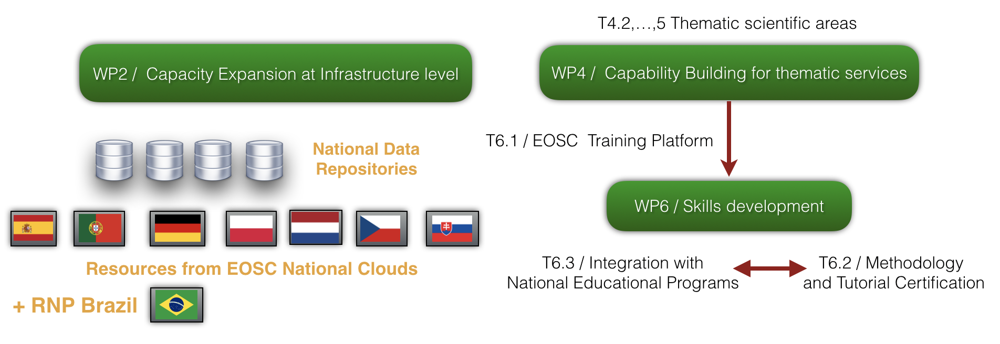 T4.2,...,5 Thematic scientific areas
WP2 /  Capacity Expansion at Infrastructure level
WP4 /  Capability Building for thematic services
T6.1 / EOSC  Training Platform
National Data
Repositories
WP6 / Skills development
Resources from EOSC National Clouds
+ RNP Brazil
T6.3 / Integration with
National Educational Programs
T6.2 / Methodology
and Tutorial Certification